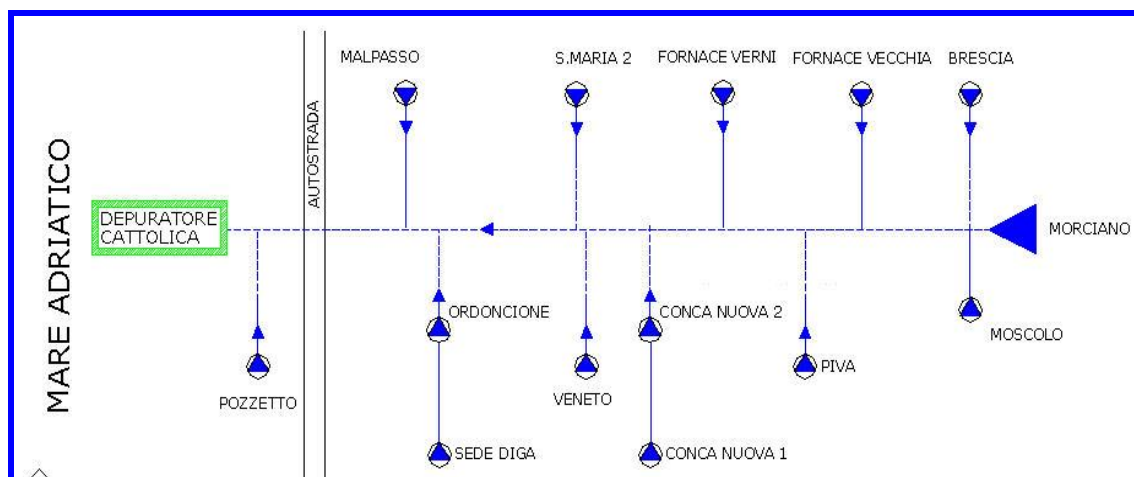 MALPASSO
S.MARIA 2
FORNACE VERNI
FORNACE VECCHIA
BRESCIA
AUTOSTRADA
MARE ADRIATICO
DEPURATORE
CATTOLICA
MORCIANO
ORDONCIONE
CONCA NUOVA 2
MOSCOLO
PIVA
POZZETTO
VENETO
SEDE DIGA
CONCA NUOVA 1